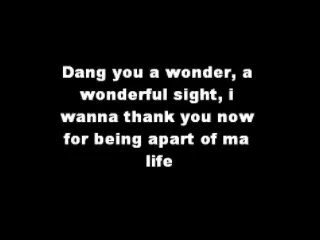 Dang you a wonder, a
wonderful sight, i
wanna thank you now
for being apart of ma
life